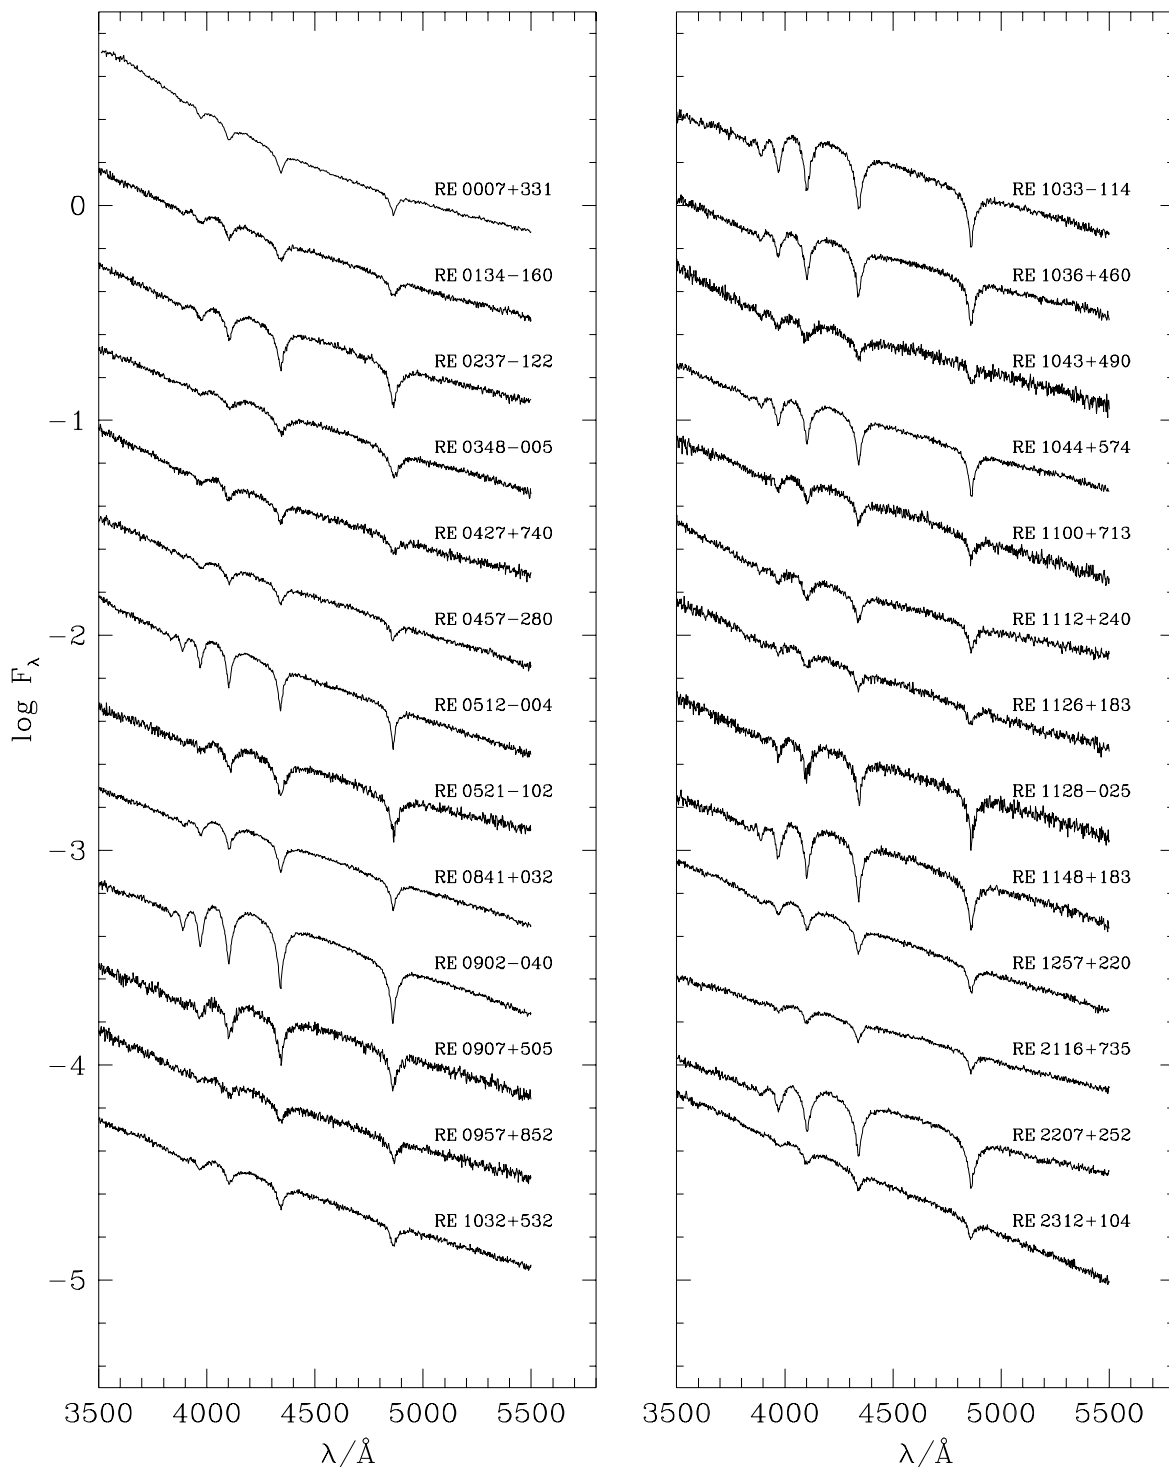 RE 0007+331
RE 0134−160
RE 0237−122
RE 0348−005
RE 0427+740
RE 0457−280
RE 0512−004
RE 0521−102
RE 0841+032
RE 0902−040
RE 0907+505
RE 0957+852
RE 1032+532
0
−1
−2
−3
−4
−5
log F_λ
3500 4000 4500 5000 5500
λ/Å
RE 1033−114
RE 1036+460
RE 1043+490
RE 1044+574
RE 1100+713
RE 1112+240
RE 1126+183
RE 1128−025
RE 1148+183
RE 1257+220
RE 2116+735
RE 2207+252
RE 2312+104
3500 4000 4500 5000 5500
λ/Å